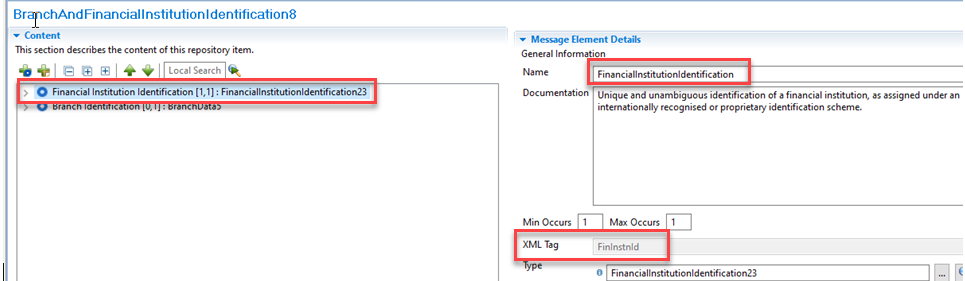 BranchAndFinancialInstitutionIdentification8
Content
This section describes the content of this repository item.
Local Search
Financial Institution Identification [1,1] : FinancialInstitutionIdentification23
Branch Identification [0,1] : BranchData5
Message Element Details
General Information
Name FinancialInstitutionIdentification
Documentation Unique and unambiguous identification of a financial institution, as assigned under an
internationally recognised or proprietary identification scheme.
Min Occurs 1 Max Occurs 1
XML Tag FinInstnId
Type FinancialInstitutionIdentification23 ...